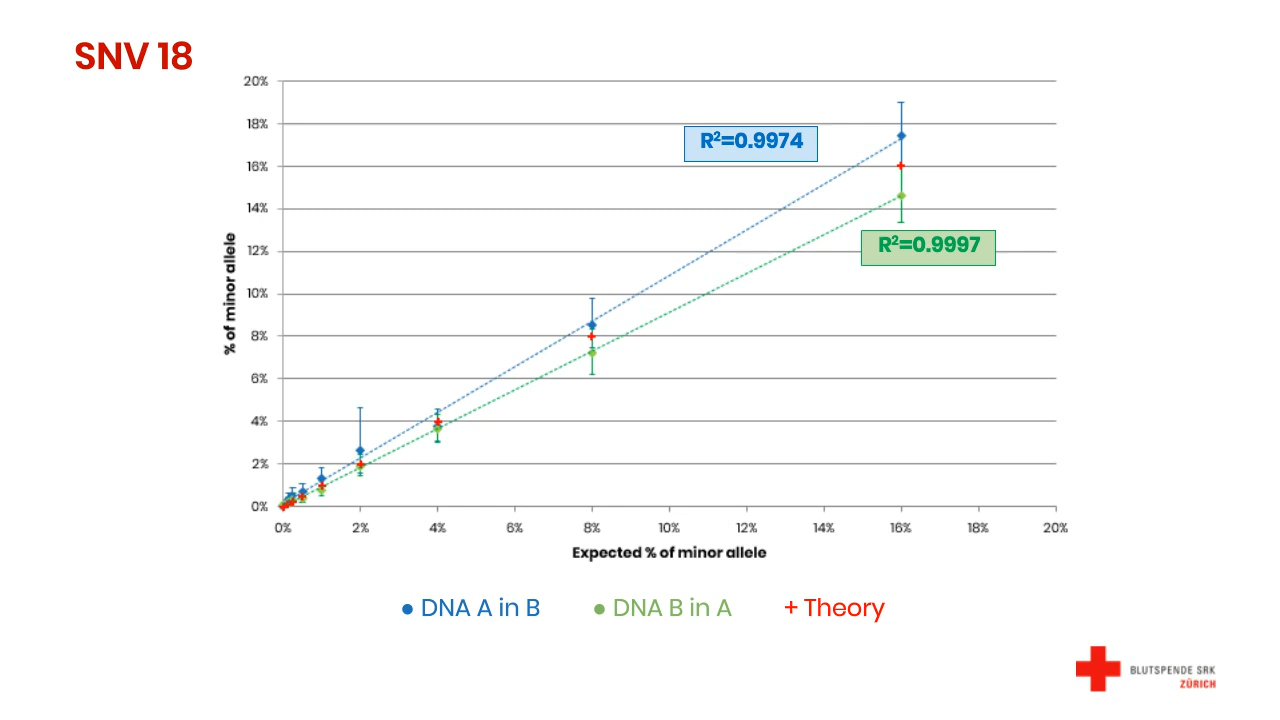 SNV 18
20%
18%
16%
14%
12%
10%
8%
6%
4%
2%
0%
% of minor allele
R²=0.9974
R²=0.9997
0% 2% 4% 6% 8% 10% 12% 14% 16% 18% 20%
Expected % of minor allele
● DNA A in B ● DNA B in A + Theory
BLUTSPENDE SRK
ZÜRICH